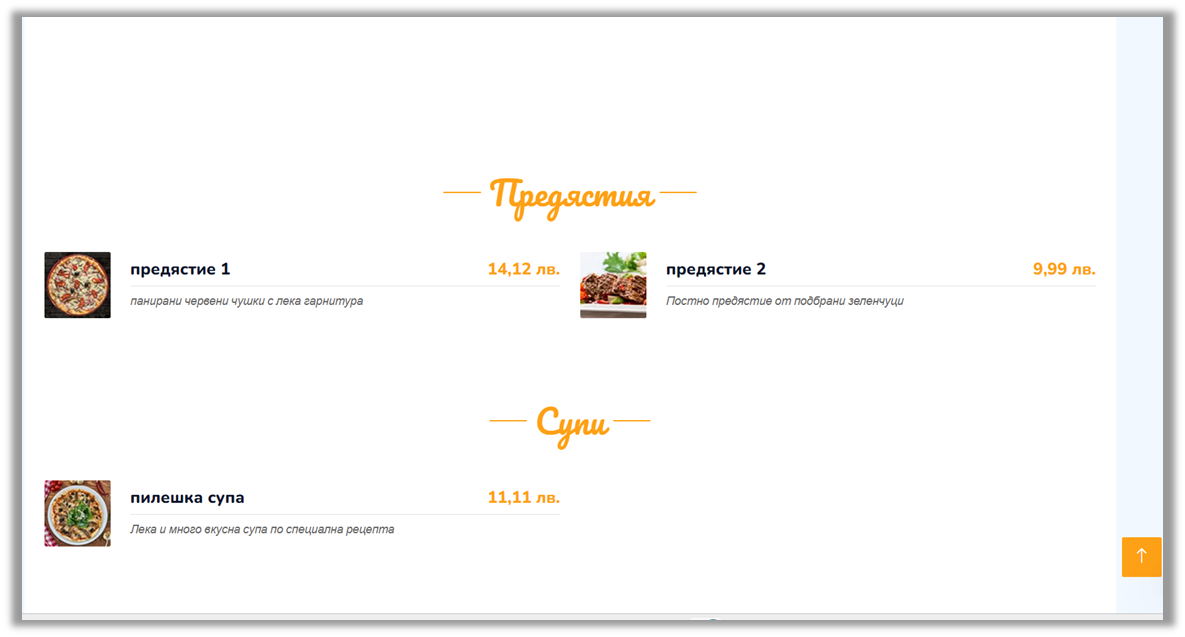 Предястия
предястие 1 14,12 лв.
панирани червени чушки с лека гарнитура
предястие 2 9,99 лв.
Постно предястие от подбрани зеленчуци
Супи
пилешка супа 11,11 лв.
Лека и много вкусна супа по специална рецепта